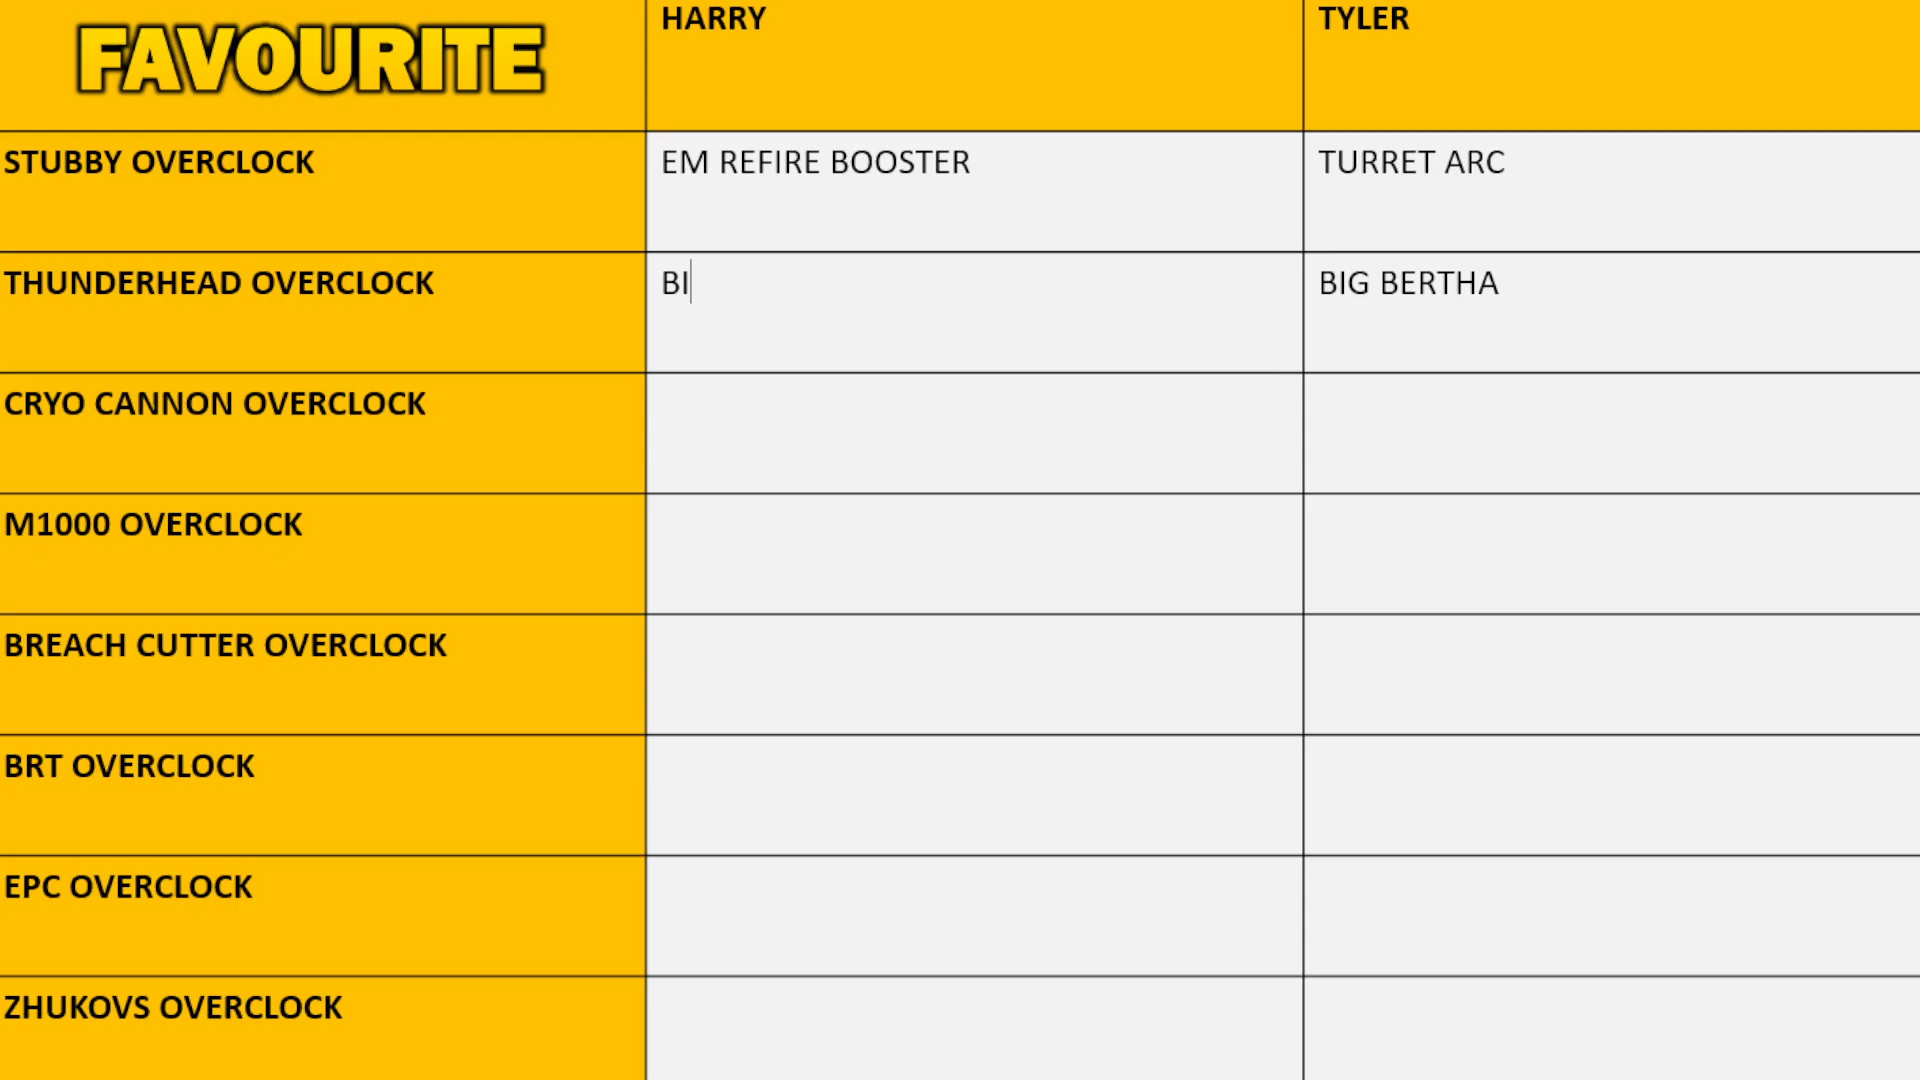 FAVOURITE
HARRY
TYLER
STUBBY OVERCLOCK
EM REFIRE BOOSTER
TURRET ARC
THUNDERHEAD OVERCLOCK
BI
BIG BERTHA
CRYO CANNON OVERCLOCK
M1000 OVERCLOCK
BREACH CUTTER OVERCLOCK
BRT OVERCLOCK
EPC OVERCLOCK
ZHUKOVS OVERCLOCK